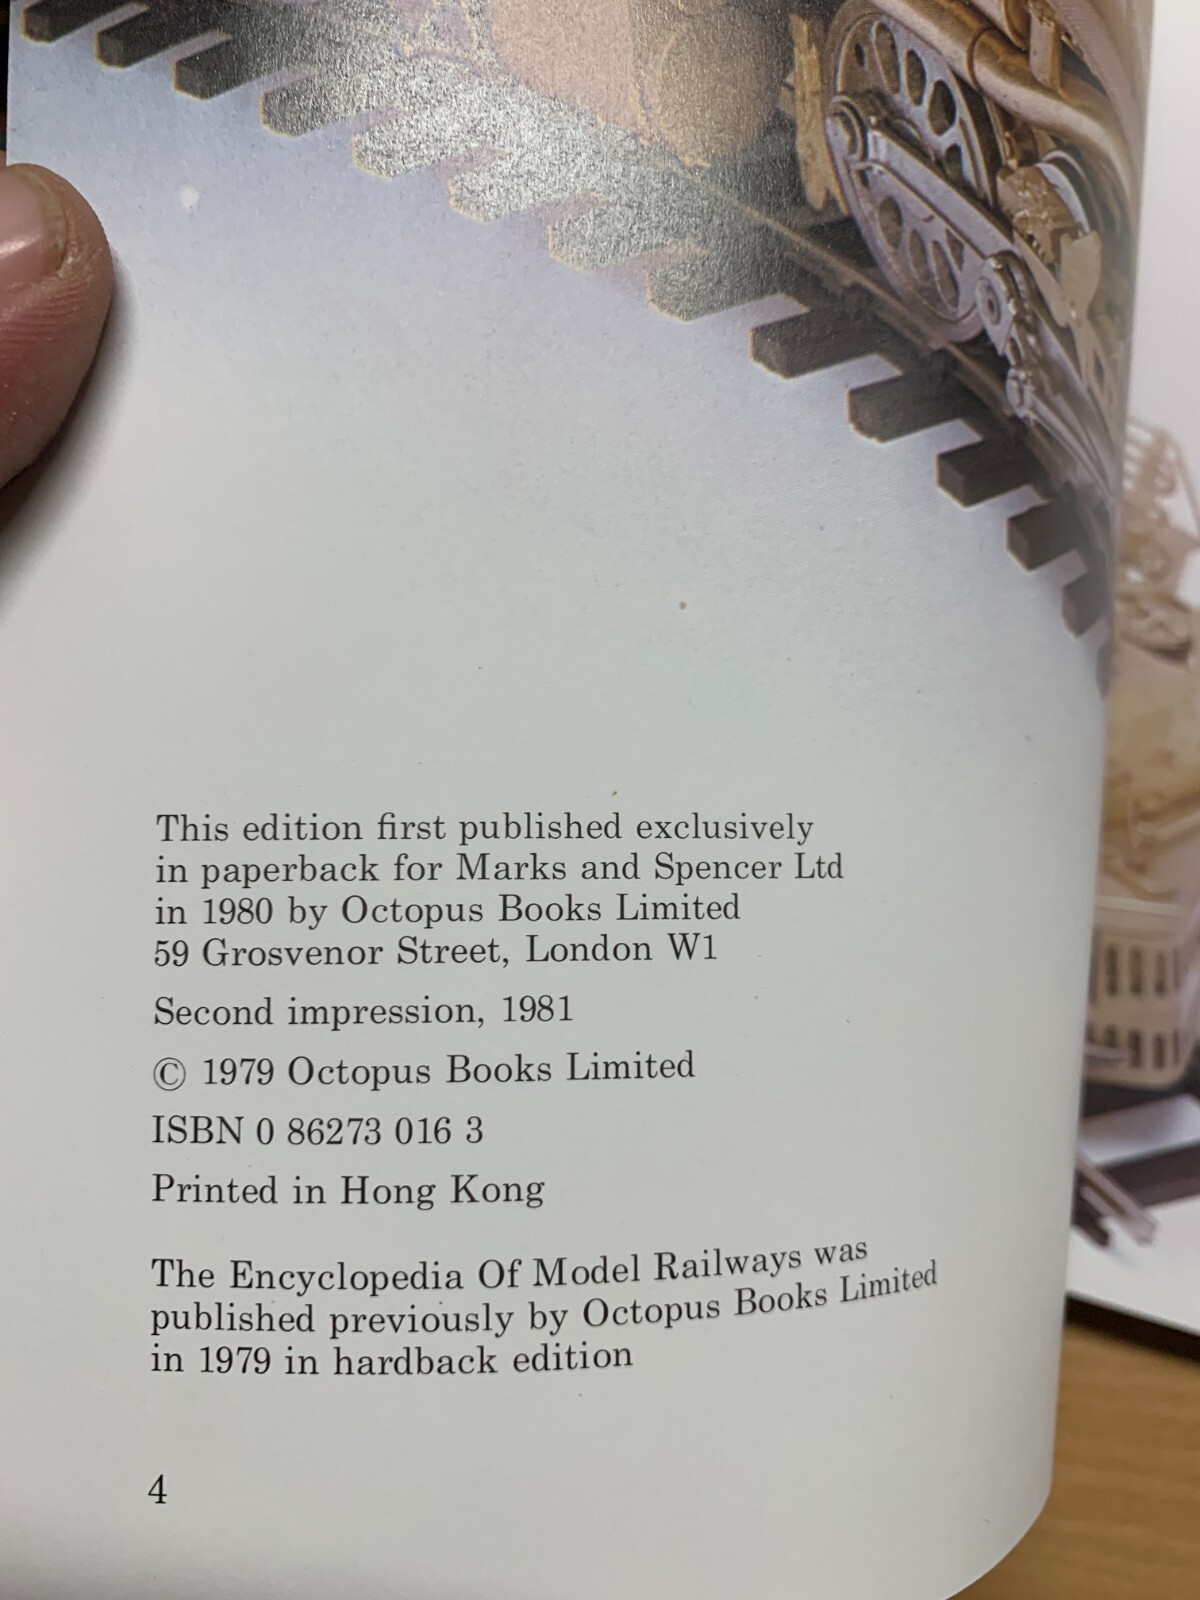 This edition first published exclusively
in paperback for Marks and Spencer Ltd
in 1980 by Octopus Books Limited
59 Grosvenor Street, London W1
Second impression, 1981
© 1979 Octopus Books Limited
ISBN 0 86273 016 3
Printed in Hong Kong
The Encyclopedia Of Model Railways was
published previously by Octopus Books Limited
in 1979 in hardback edition
4